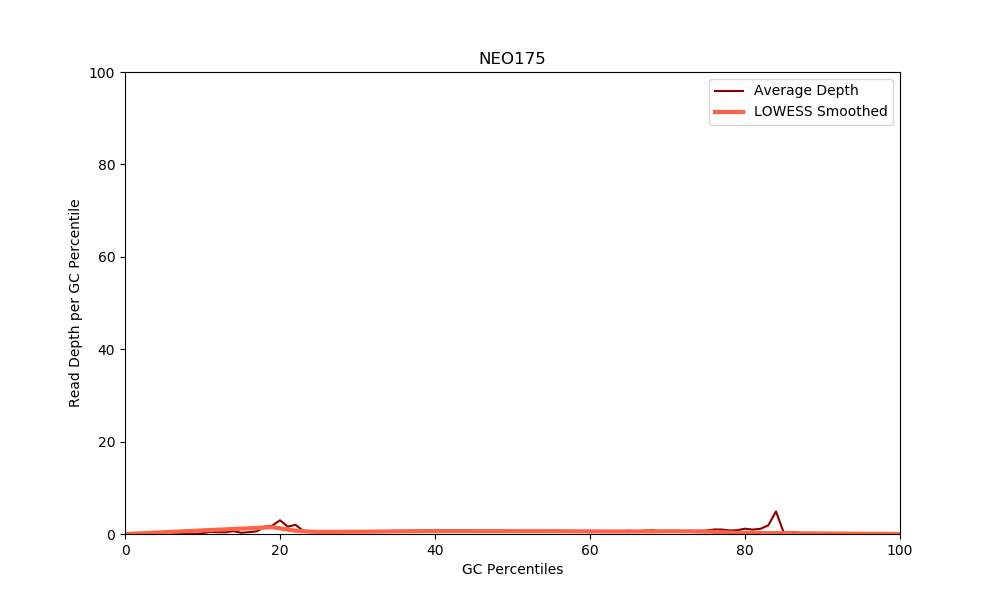 NEO175
Average Depth
LOWESS Smoothed
Read Depth per GC Percentile
100
80
60
40
20
0
0 20 40 60 80 100
GC Percentiles